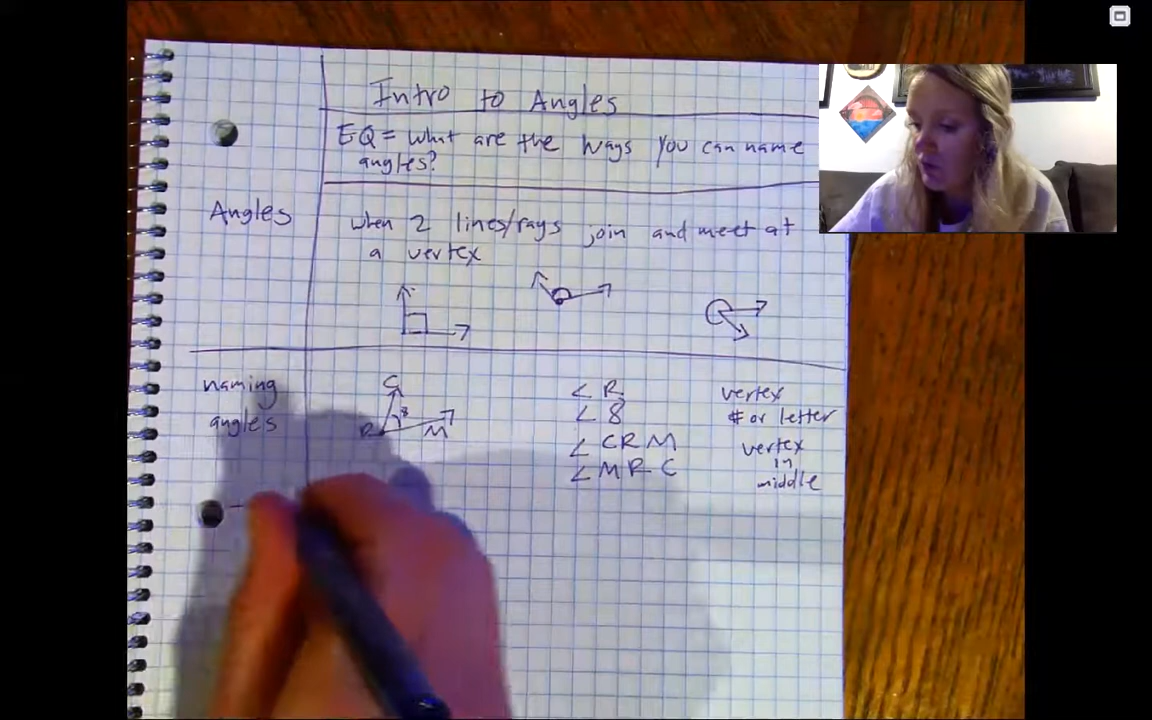 Intro to Angles
EQ = what are the ways you can name
angles?
Angles
when 2 lines/rays join and meet at
a vertex
naming
angles
C
8
R
M
∠ R
∠ 8
∠ CRM
∠ MRC
vertex
# or letter
vertex
in
middle